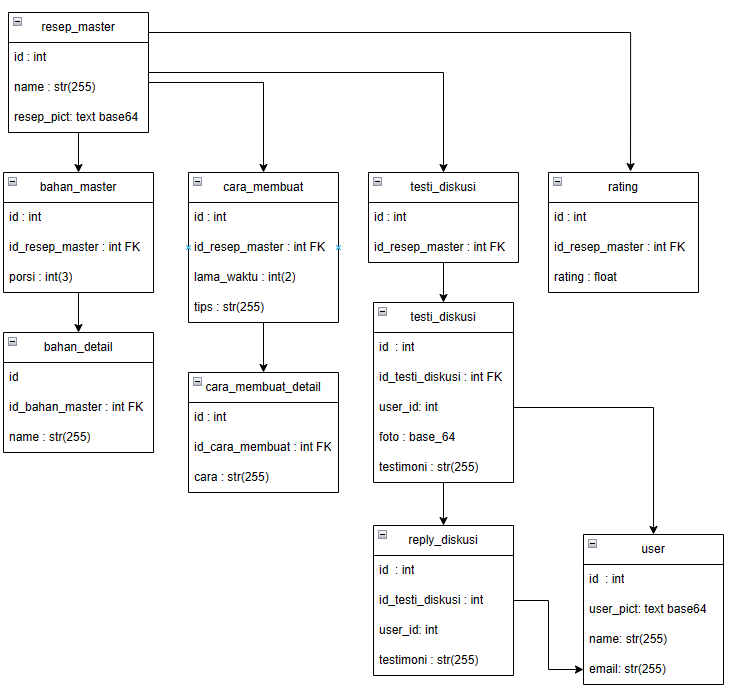 resep_master
id : int
name : str(255)
resep_pict: text base64
bahan_master
id : int
id_resep_master : int FK
porsi : int(3)
cara_membuat
id : int
id_resep_master : int FK
lama_waktu : int(2)
tips : str(255)
testi_diskusi
id : int
id_resep_master : int FK
rating
id : int
id_resep_master : int FK
rating : float
bahan_detail
id
id_bahan_master : int FK
name : str(255)
cara_membuat_detail
id : int
id_cara_membuat : int FK
cara : str(255)
testi_diskusi
id : int
id_testi_diskusi : int FK
user_id: int
foto : base_64
testimoni : str(255)
reply_diskusi
id : int
id_testi_diskusi : int
user_id: int
testimoni : str(255)
user
id : int
user_pict: text base64
name: str(255)
email: str(255)